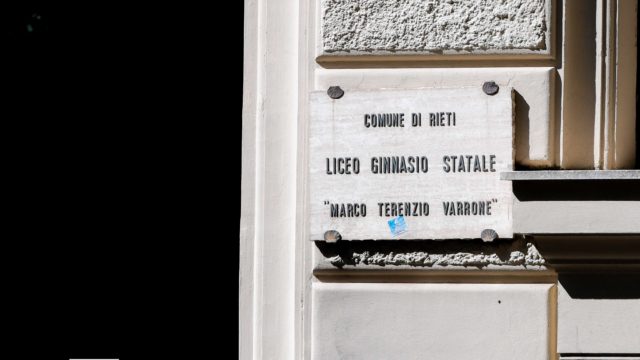 COMUNE DI RIETI
LICEO GINNASIO STATALE
"MARCO TERENZIO VARRONE"